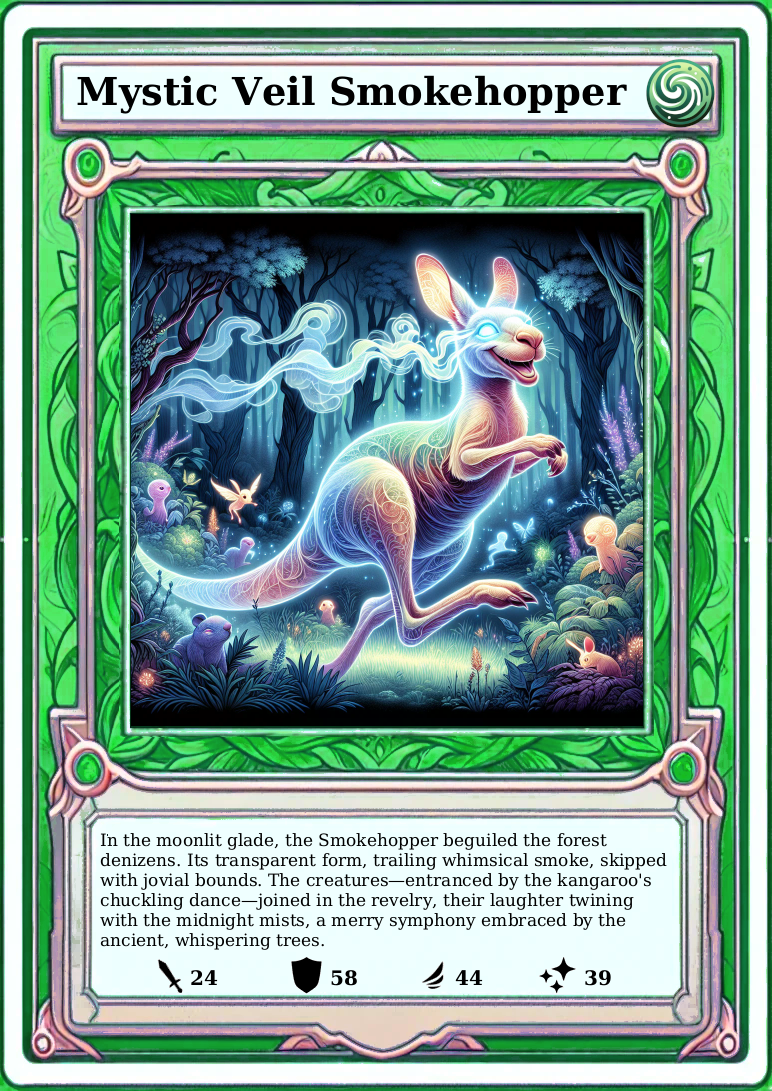 Mystic Veil Smokehopper
In the moonlit glade, the Smokehopper beguiled the forest
denizens. Its transparent form, trailing whimsical smoke, skipped
with jovial bounds. The creatures—entranced by the kangaroo's
chuckling dance—joined in the revelry, their laughter twining
with the midnight mists, a merry symphony embraced by the
ancient, whispering trees.
24 58 44 39